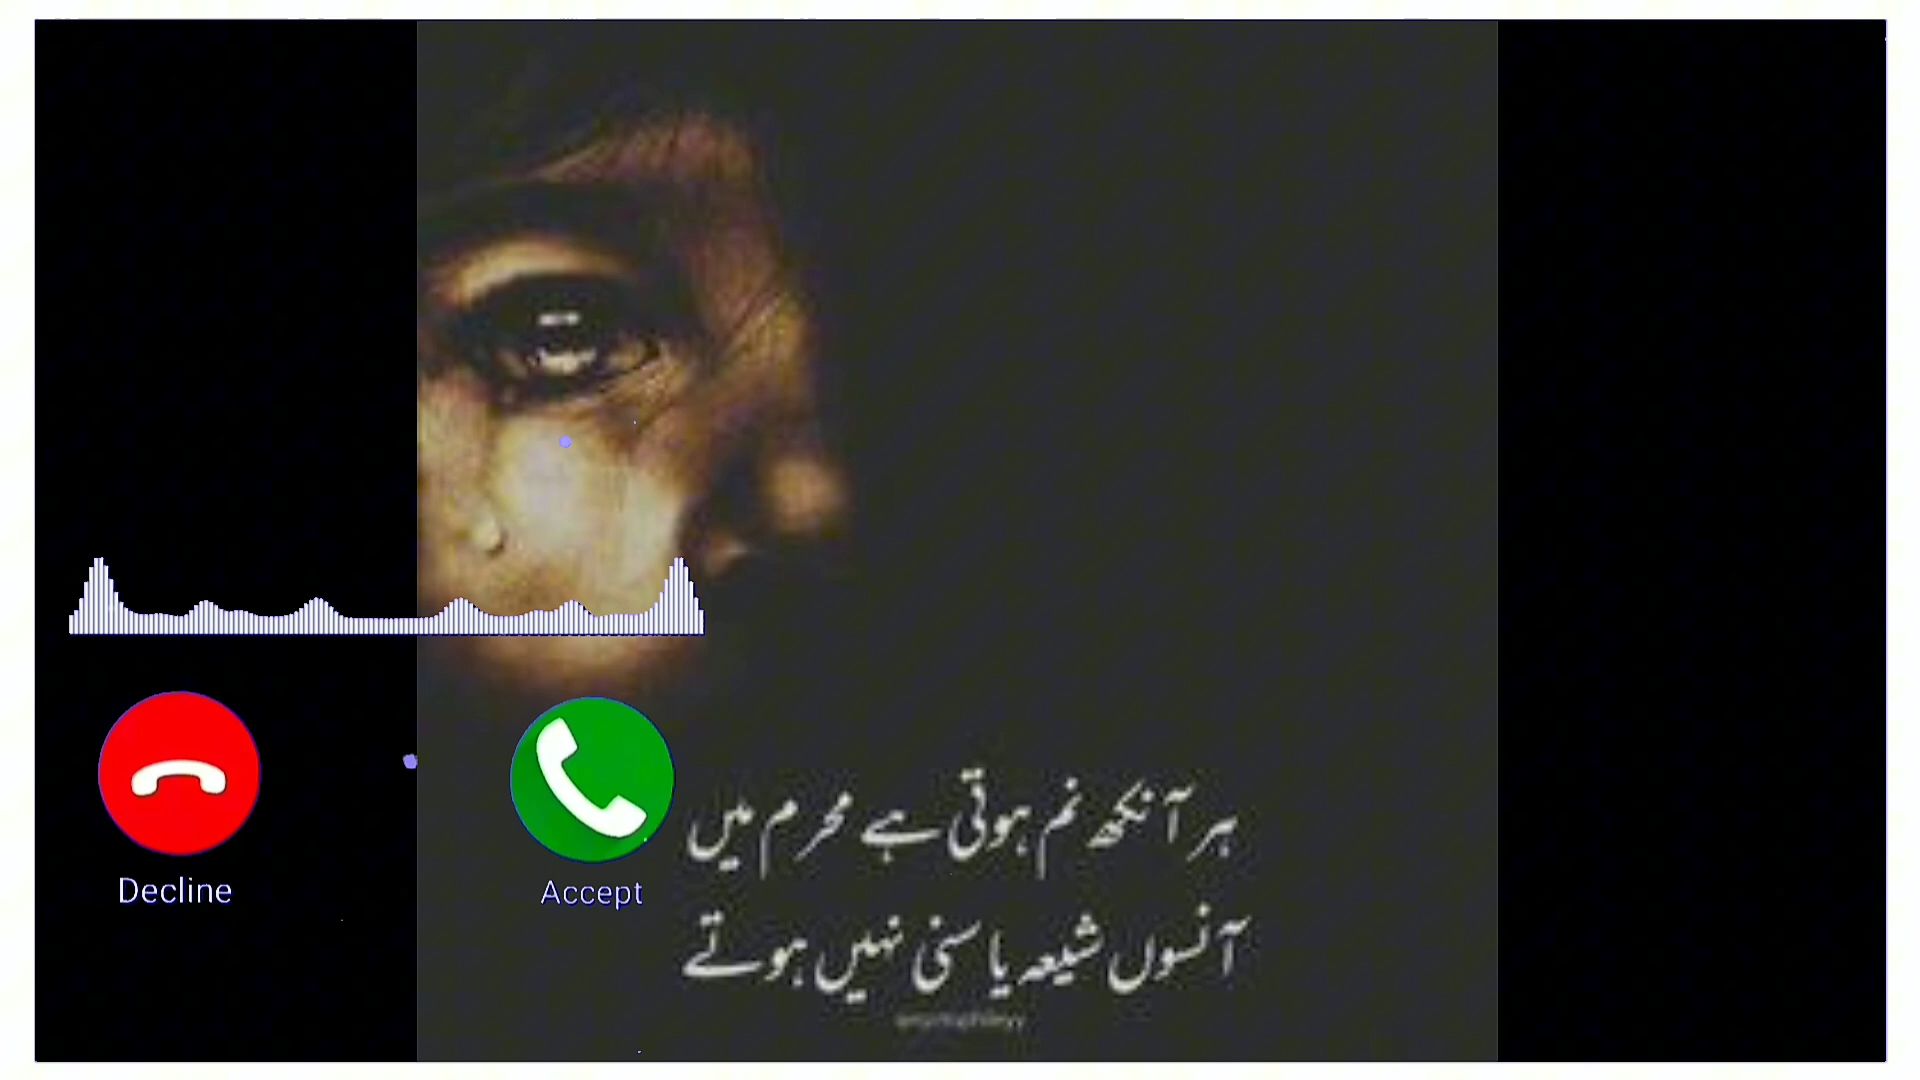 Decline
Accept
ہر آنکھ نم ہوتی ہے محرم میں
آنسوں شیعہ یا سنی نہیں ہوتے